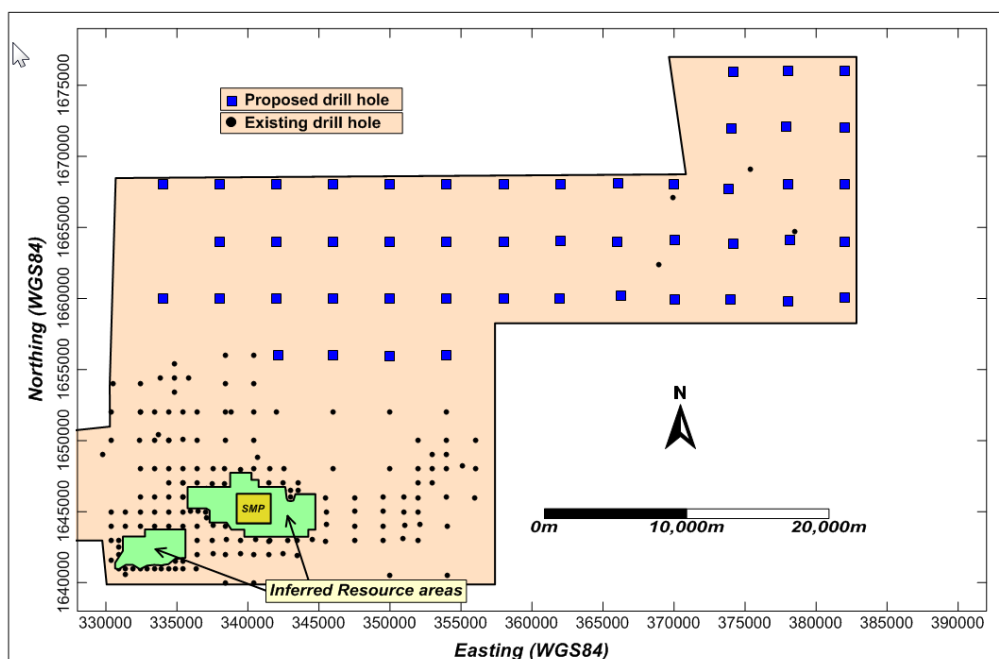 Proposed drill hole
Existing drill hole
Northing (WGS84)
1675000
1670000
1665000
1660000
1655000
1650000
1645000
1640000
N
SMP
0m 10,000m 20,000m
Inferred Resource areas
330000 335000 340000 345000 350000 355000 360000 365000 370000 375000 380000 385000 390000
Easting (WGS84)